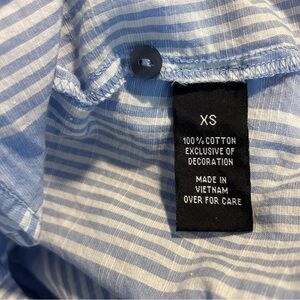 XS
100% COTTON
EXCLUSIVE OF
DECORATION
MADE IN
VIETNAM
OVER FOR CARE